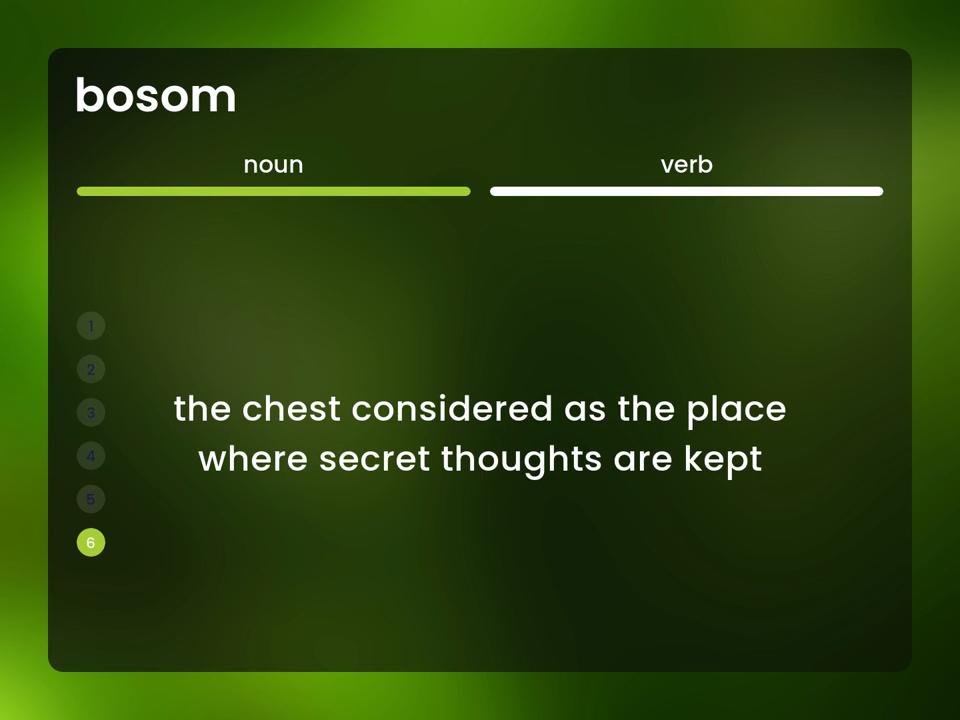 bosom
noun
verb
1
2
3
4
5
6
the chest considered as the place
where secret thoughts are kept